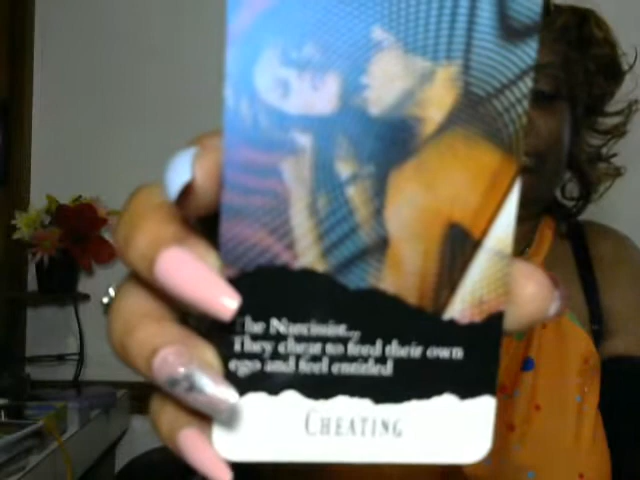 The Narcissist...
They cheat to feed their own
ego and feel entitled
CHEATING